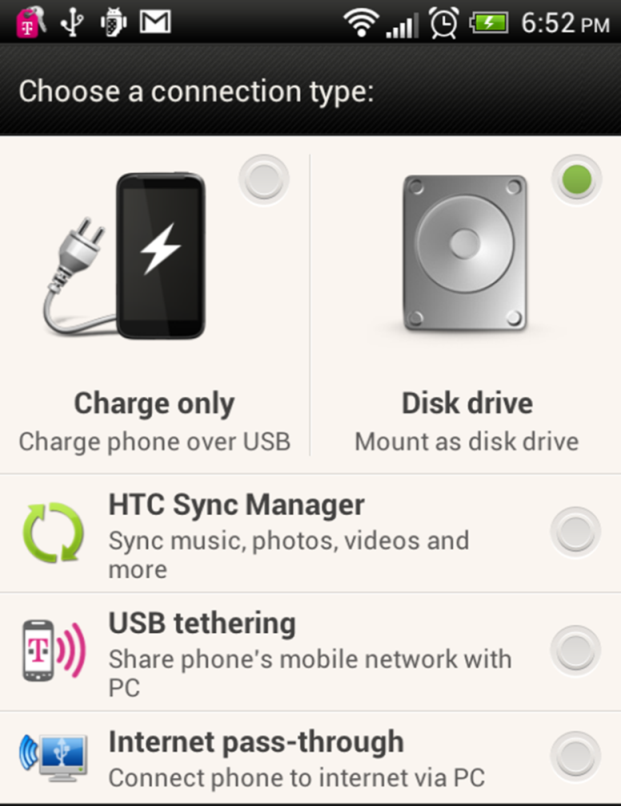 6:52 PM
Choose a connection type:
Charge only
Charge phone over USB
Disk drive
Mount as disk drive
HTC Sync Manager
Sync music, photos, videos and
more
T
USB tethering
Share phone's mobile network with
PC
Internet pass-through
Connect phone to internet via PC